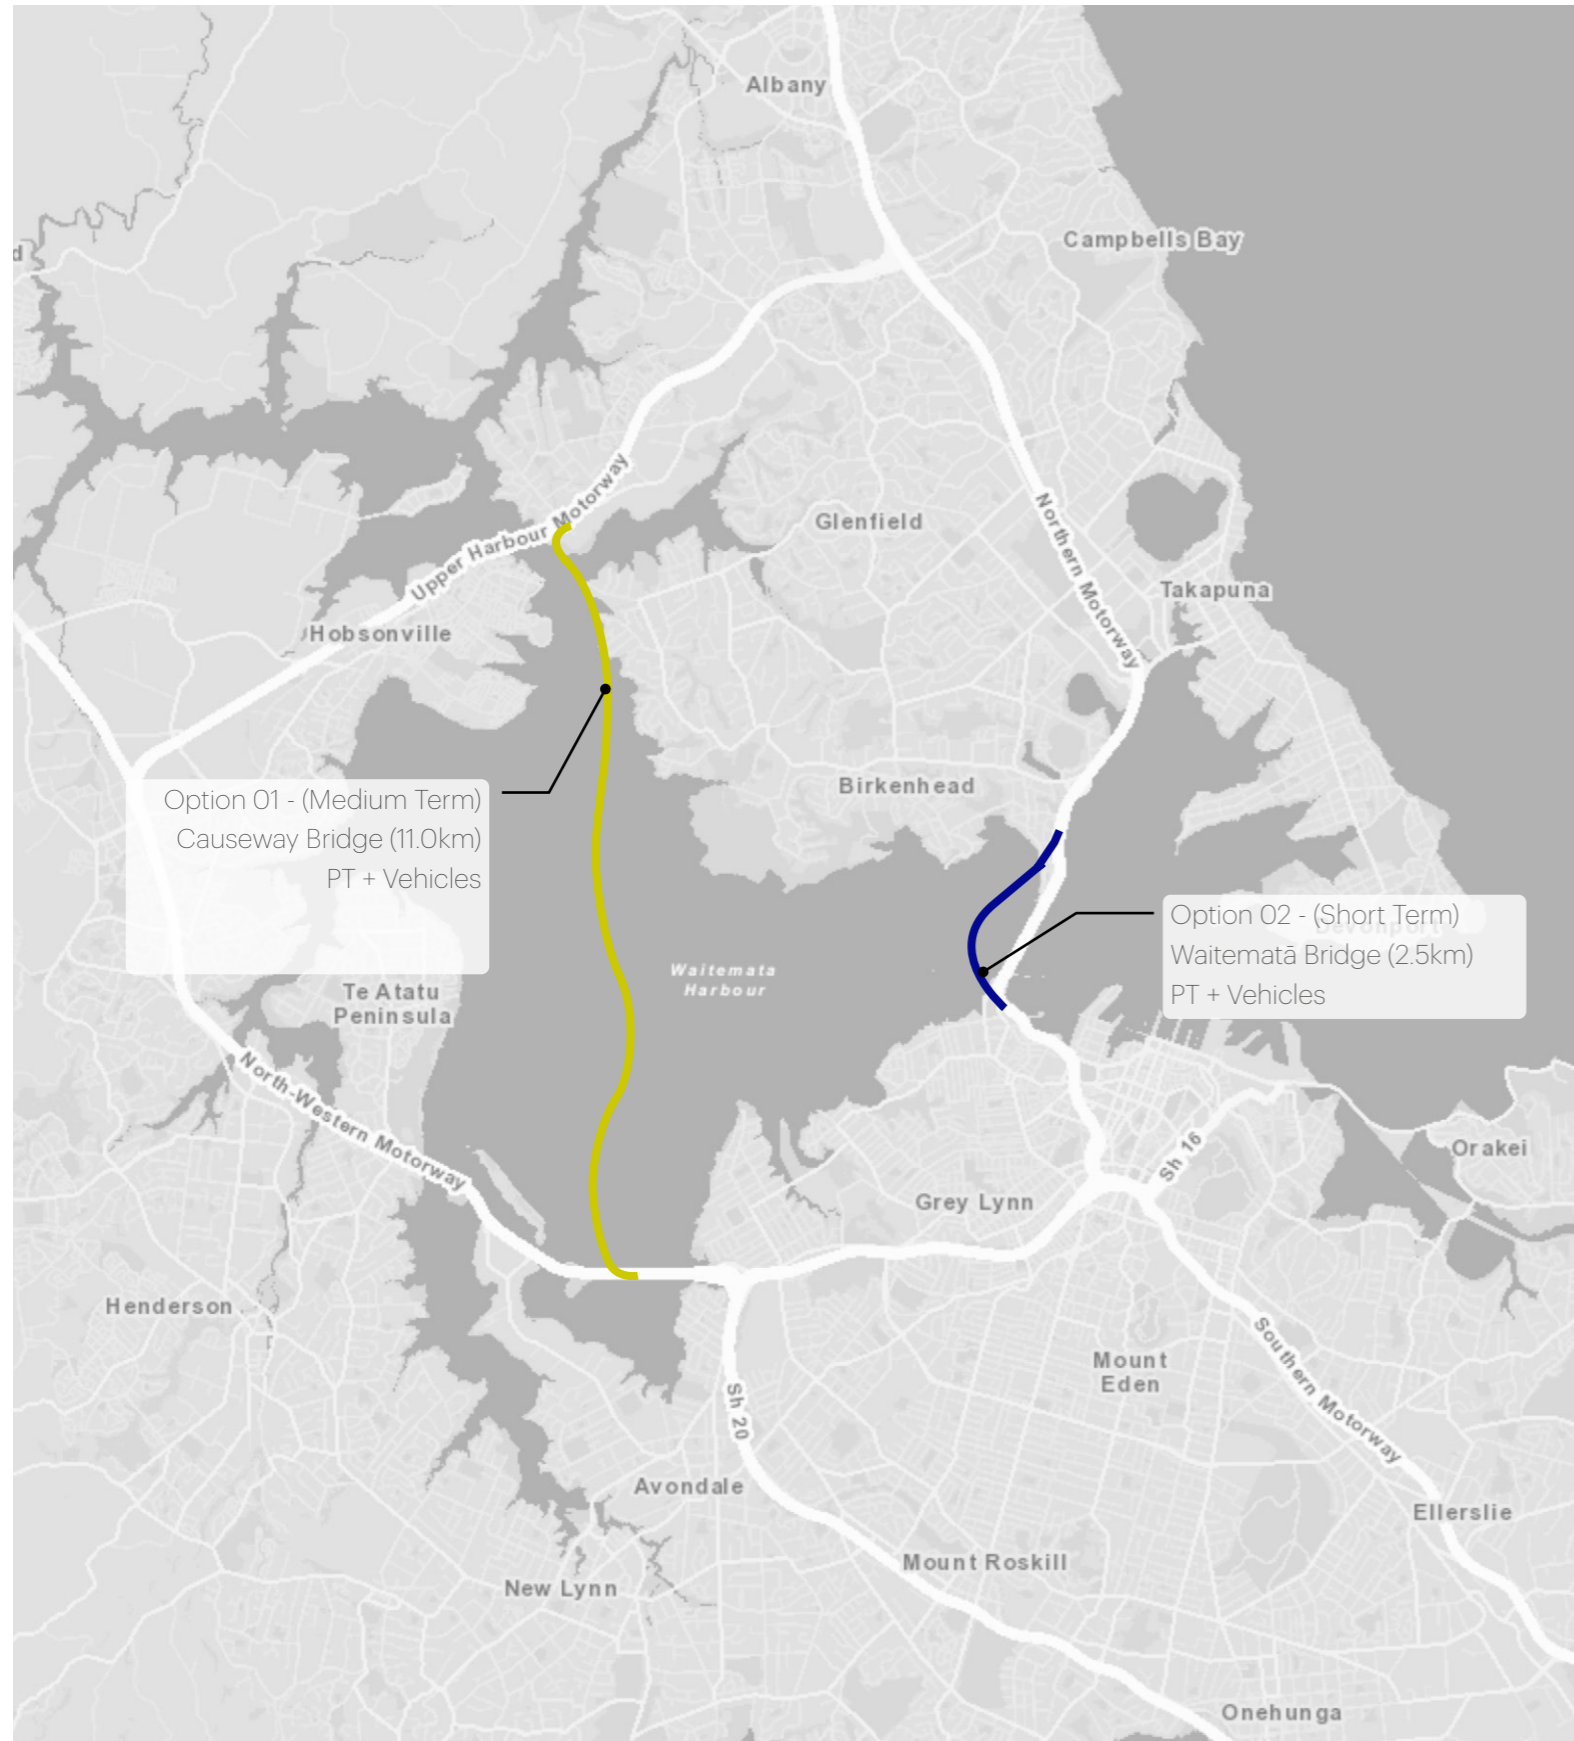 Albany
d
Campbells Bay
Upper Harbour Motorway
Glenfield
Northern Motorway
Takapuna
Hobsonville
Birkenhead
Option 01 - (Medium Term)
Causeway Bridge (11.0km)
PT + Vehicles
Option 02 - (Short Term)
Waitematā Bridge (2.5km)
PT + Vehicles
Devonport
Waitemata
Harbour
Te Atatu
Peninsula
North-Western Motorway
Sh 16
Orakei
Grey Lynn
Henderson
Mount
Eden
Southern Motorway
Sh 20
Avondale
Ellerslie
Mount Roskill
New Lynn
Onehunga